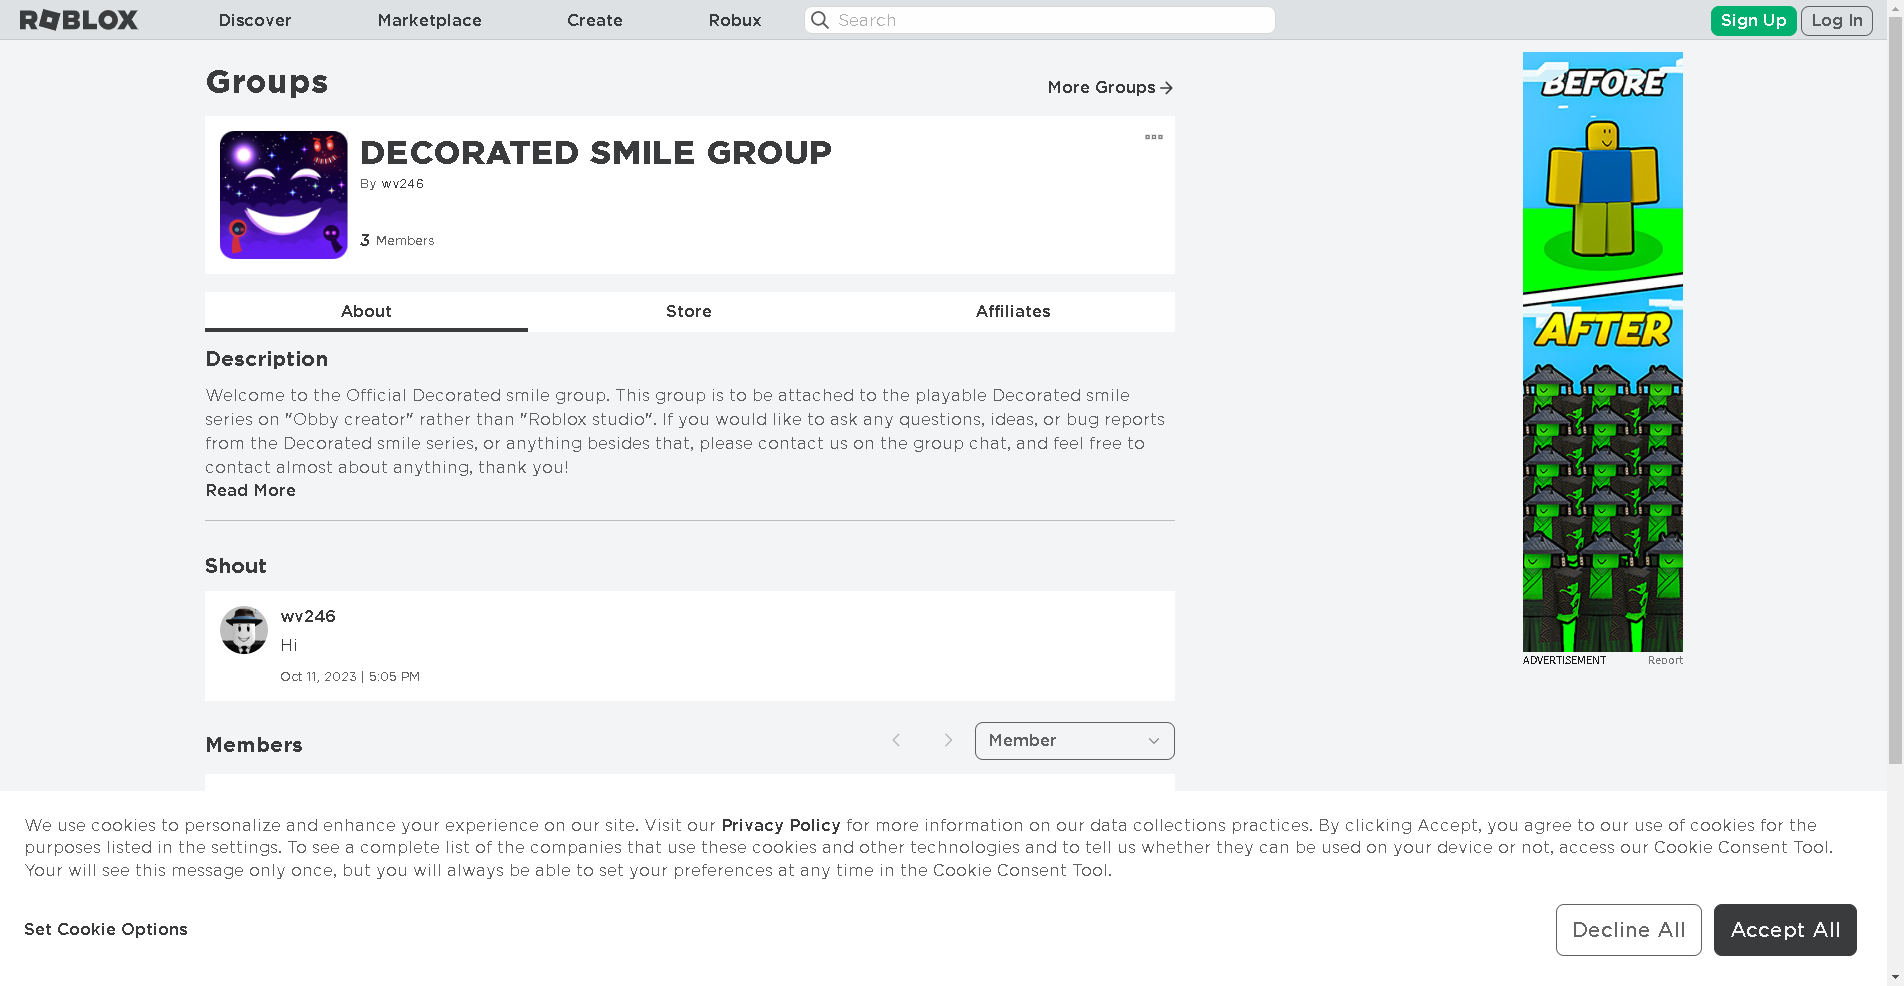 ROBLOX Discover Marketplace Create Robux Search Sign Up Log In
Groups
More Groups
DECORATED SMILE GROUP
By wv246
3 Members
About Store Affiliates
Description
Welcome to the Official Decorated smile group. This group is to be attached to the playable Decorated smile
series on "Obby creator" rather than "Roblox studio". If you would like to ask any questions, ideas, or bug reports
from the Decorated smile series, or anything besides that, please contact us on the group chat, and feel free to
contact almost about anything, thank you!
Read More
Shout
wv246
Hi
Oct 11, 2023 | 5:05 PM
Members
Member
BEFORE
AFTER
ADVERTISEMENT Report
We use cookies to personalize and enhance your experience on our site. Visit our Privacy Policy for more information on our data collections practices. By clicking Accept, you agree to our use of cookies for the
purposes listed in the settings. To see a complete list of the companies that use these cookies and other technologies and to tell us whether they can be used on your device or not, access our Cookie Consent Tool.
Your will see this message only once, but you will always be able to set your preferences at any time in the Cookie Consent Tool.
Set Cookie Options
Decline All Accept All